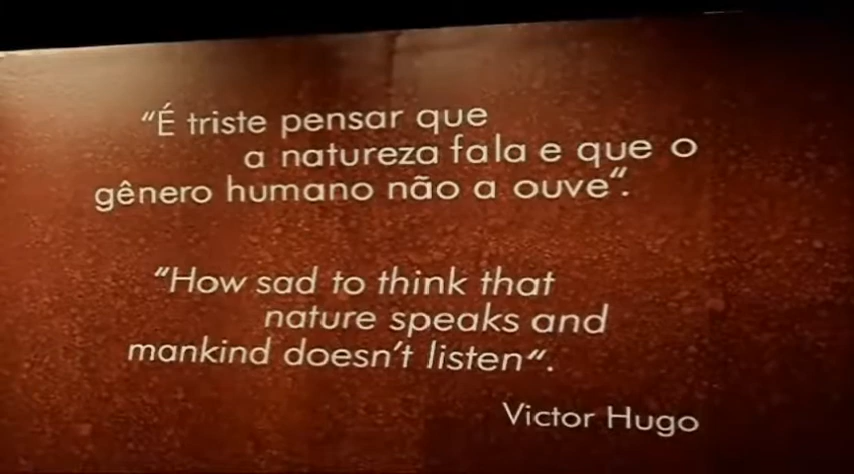 “É triste pensar que
a natureza fala e que o
gênero humano não a ouve”.
“How sad to think that
nature speaks and
mankind doesn’t listen“.
Victor Hugo